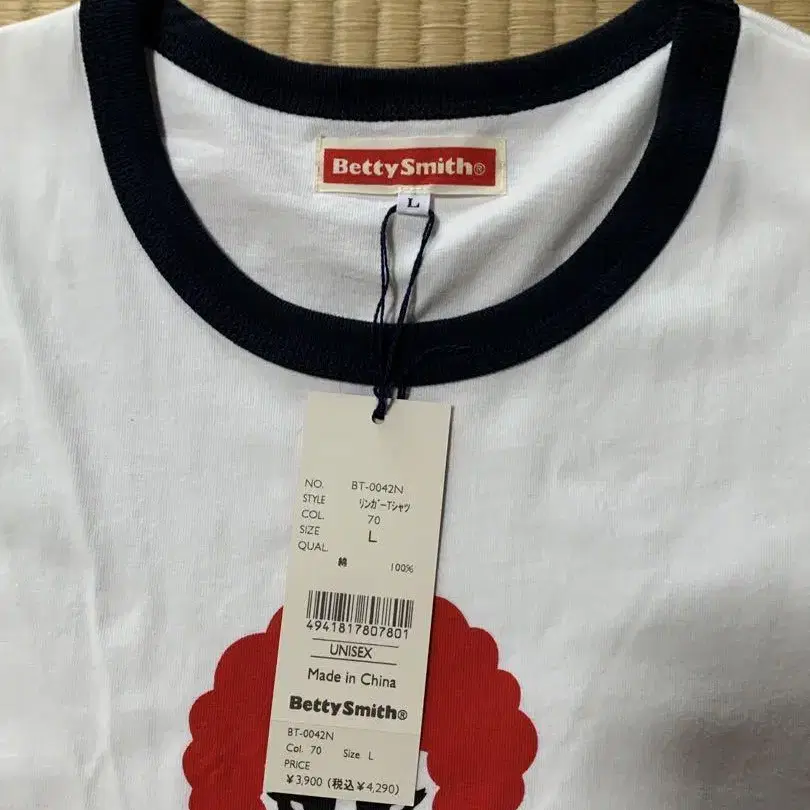 BettySmith®
L
NO. BT-0042N
STYLE リンガーTシャツ
COL. 70
SIZE L
QUAL.
綿 100%
4941817807801
UNISEX
Made in China
BettySmith®
BT-0042N
Col. 70 Size L
PRICE
¥3,900 (税込¥4,290)